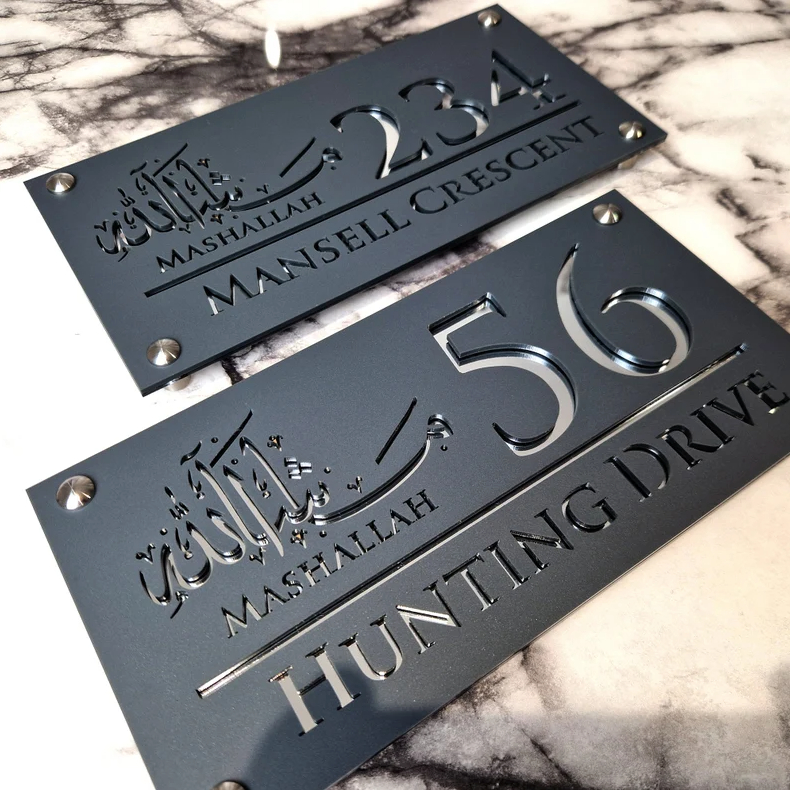 ما شاء الله 234
MASHALLAH
MANSELL CRESCENT
ما شاء الله 56
MASHALLAH
HUNTING DRIVE